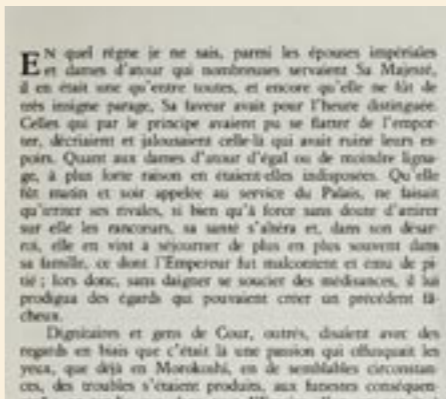 EN quel règne je ne sais, parmi les épouses impériales
et dames d'atour qui nombreuses servaient Sa Majesté,
il en était une qu'entre toutes, et encore qu'elle ne fût de
très insigne parage, Sa faveur avait pour l'heure distinguée.
Celles qui par le principe avaient pu se flatter de l'empor-
ter, décriaient et jalousaient celle-là qui avait ruiné leurs es-
poirs. Quant aux dames d'atour d'égal ou de moindre ligna-
ge, à plus forte raison en étaient-elles indisposées. Qu'elle
fût matin et soir appelée au service du Palais, ne faisait
qu'irriter ses rivales, si bien qu'à force sans doute d'attirer
sur elle les rancœurs, sa santé s'altéra et, dans son désar-
roi, elle en vint à séjourner de plus en plus souvent dans
sa famille, ce dont l'Empereur fut malcontent et ému de pi-
tié ; lors donc, sans daigner se soucier des médisances, il lui
prodigua des égards qui pouvaient créer un précédent fâ-
cheux.
Dignitaires et gens de Cour, outrés, disaient avec des
regards en biais que c'était là une passion qui offusquait les
yeux, que déjà en Morokoshi, en de semblables circonstan-
ces, des troubles s'étaient produits, aux funestes conséquen-